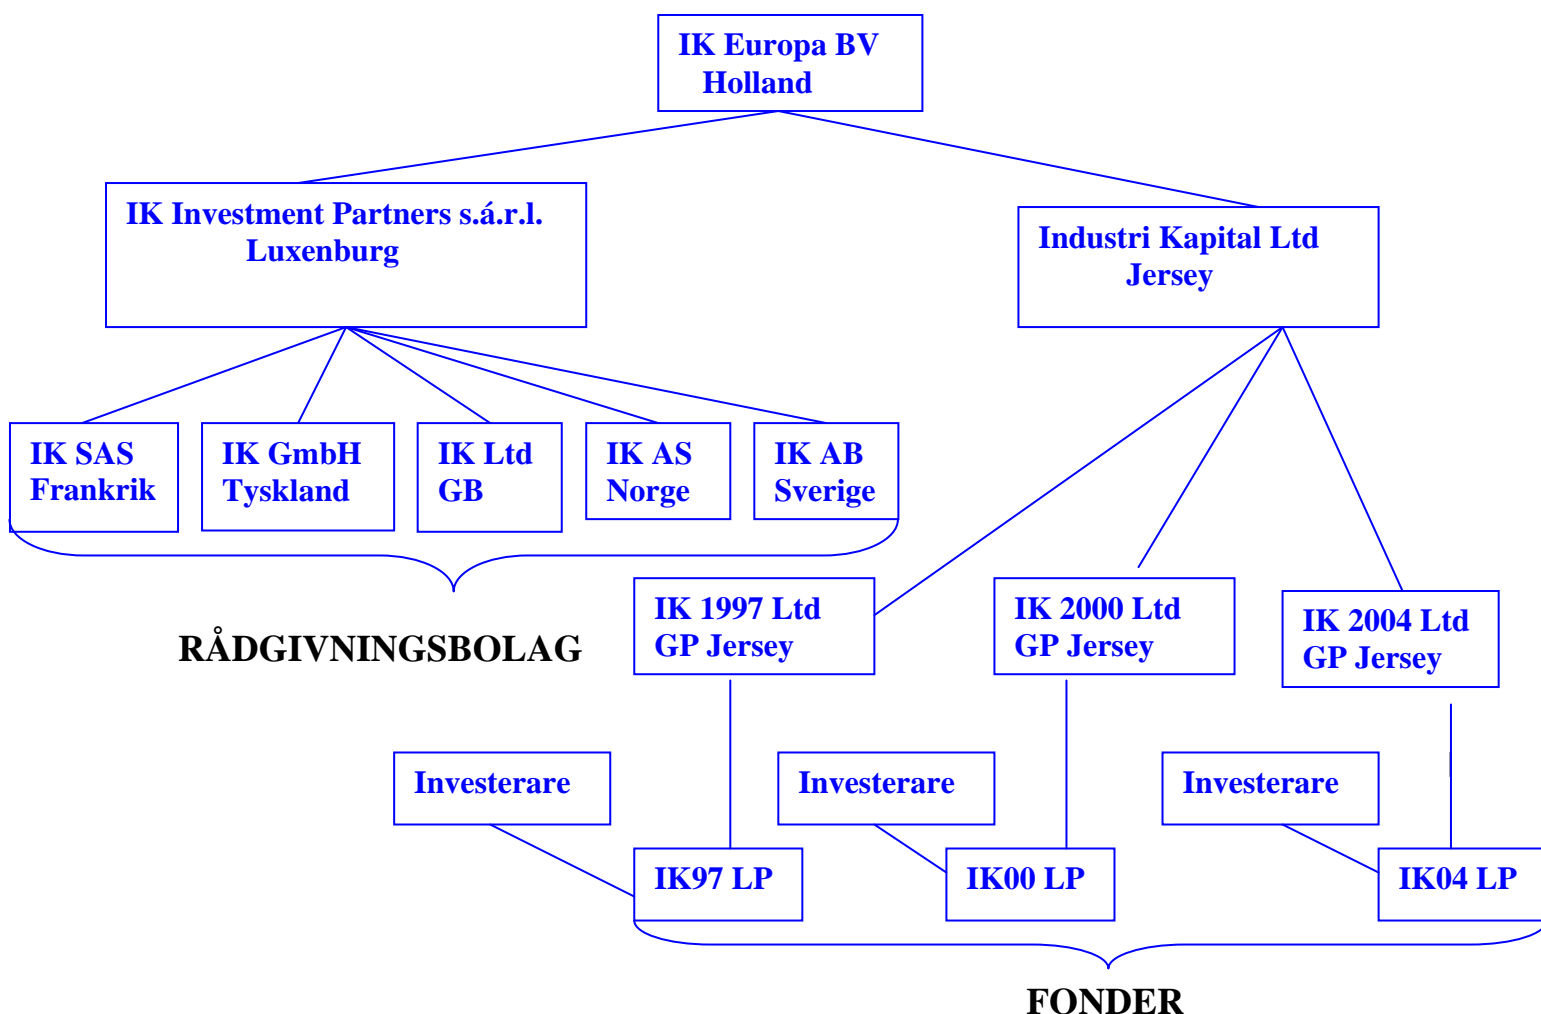 IK Europa BV
Holland
IK Investment Partners s.á.r.l.
Luxenburg
Industri Kapital Ltd
Jersey
IK SAS
Frankrik
IK GmbH
Tyskland
IK Ltd
GB
IK AS
Norge
IK AB
Sverige
RÅDGIVNINGSBOLAG
IK 1997 Ltd
GP Jersey
IK 2000 Ltd
GP Jersey
IK 2004 Ltd
GP Jersey
Investerare
Investerare
Investerare
IK97 LP
IK00 LP
IK04 LP
FONDER